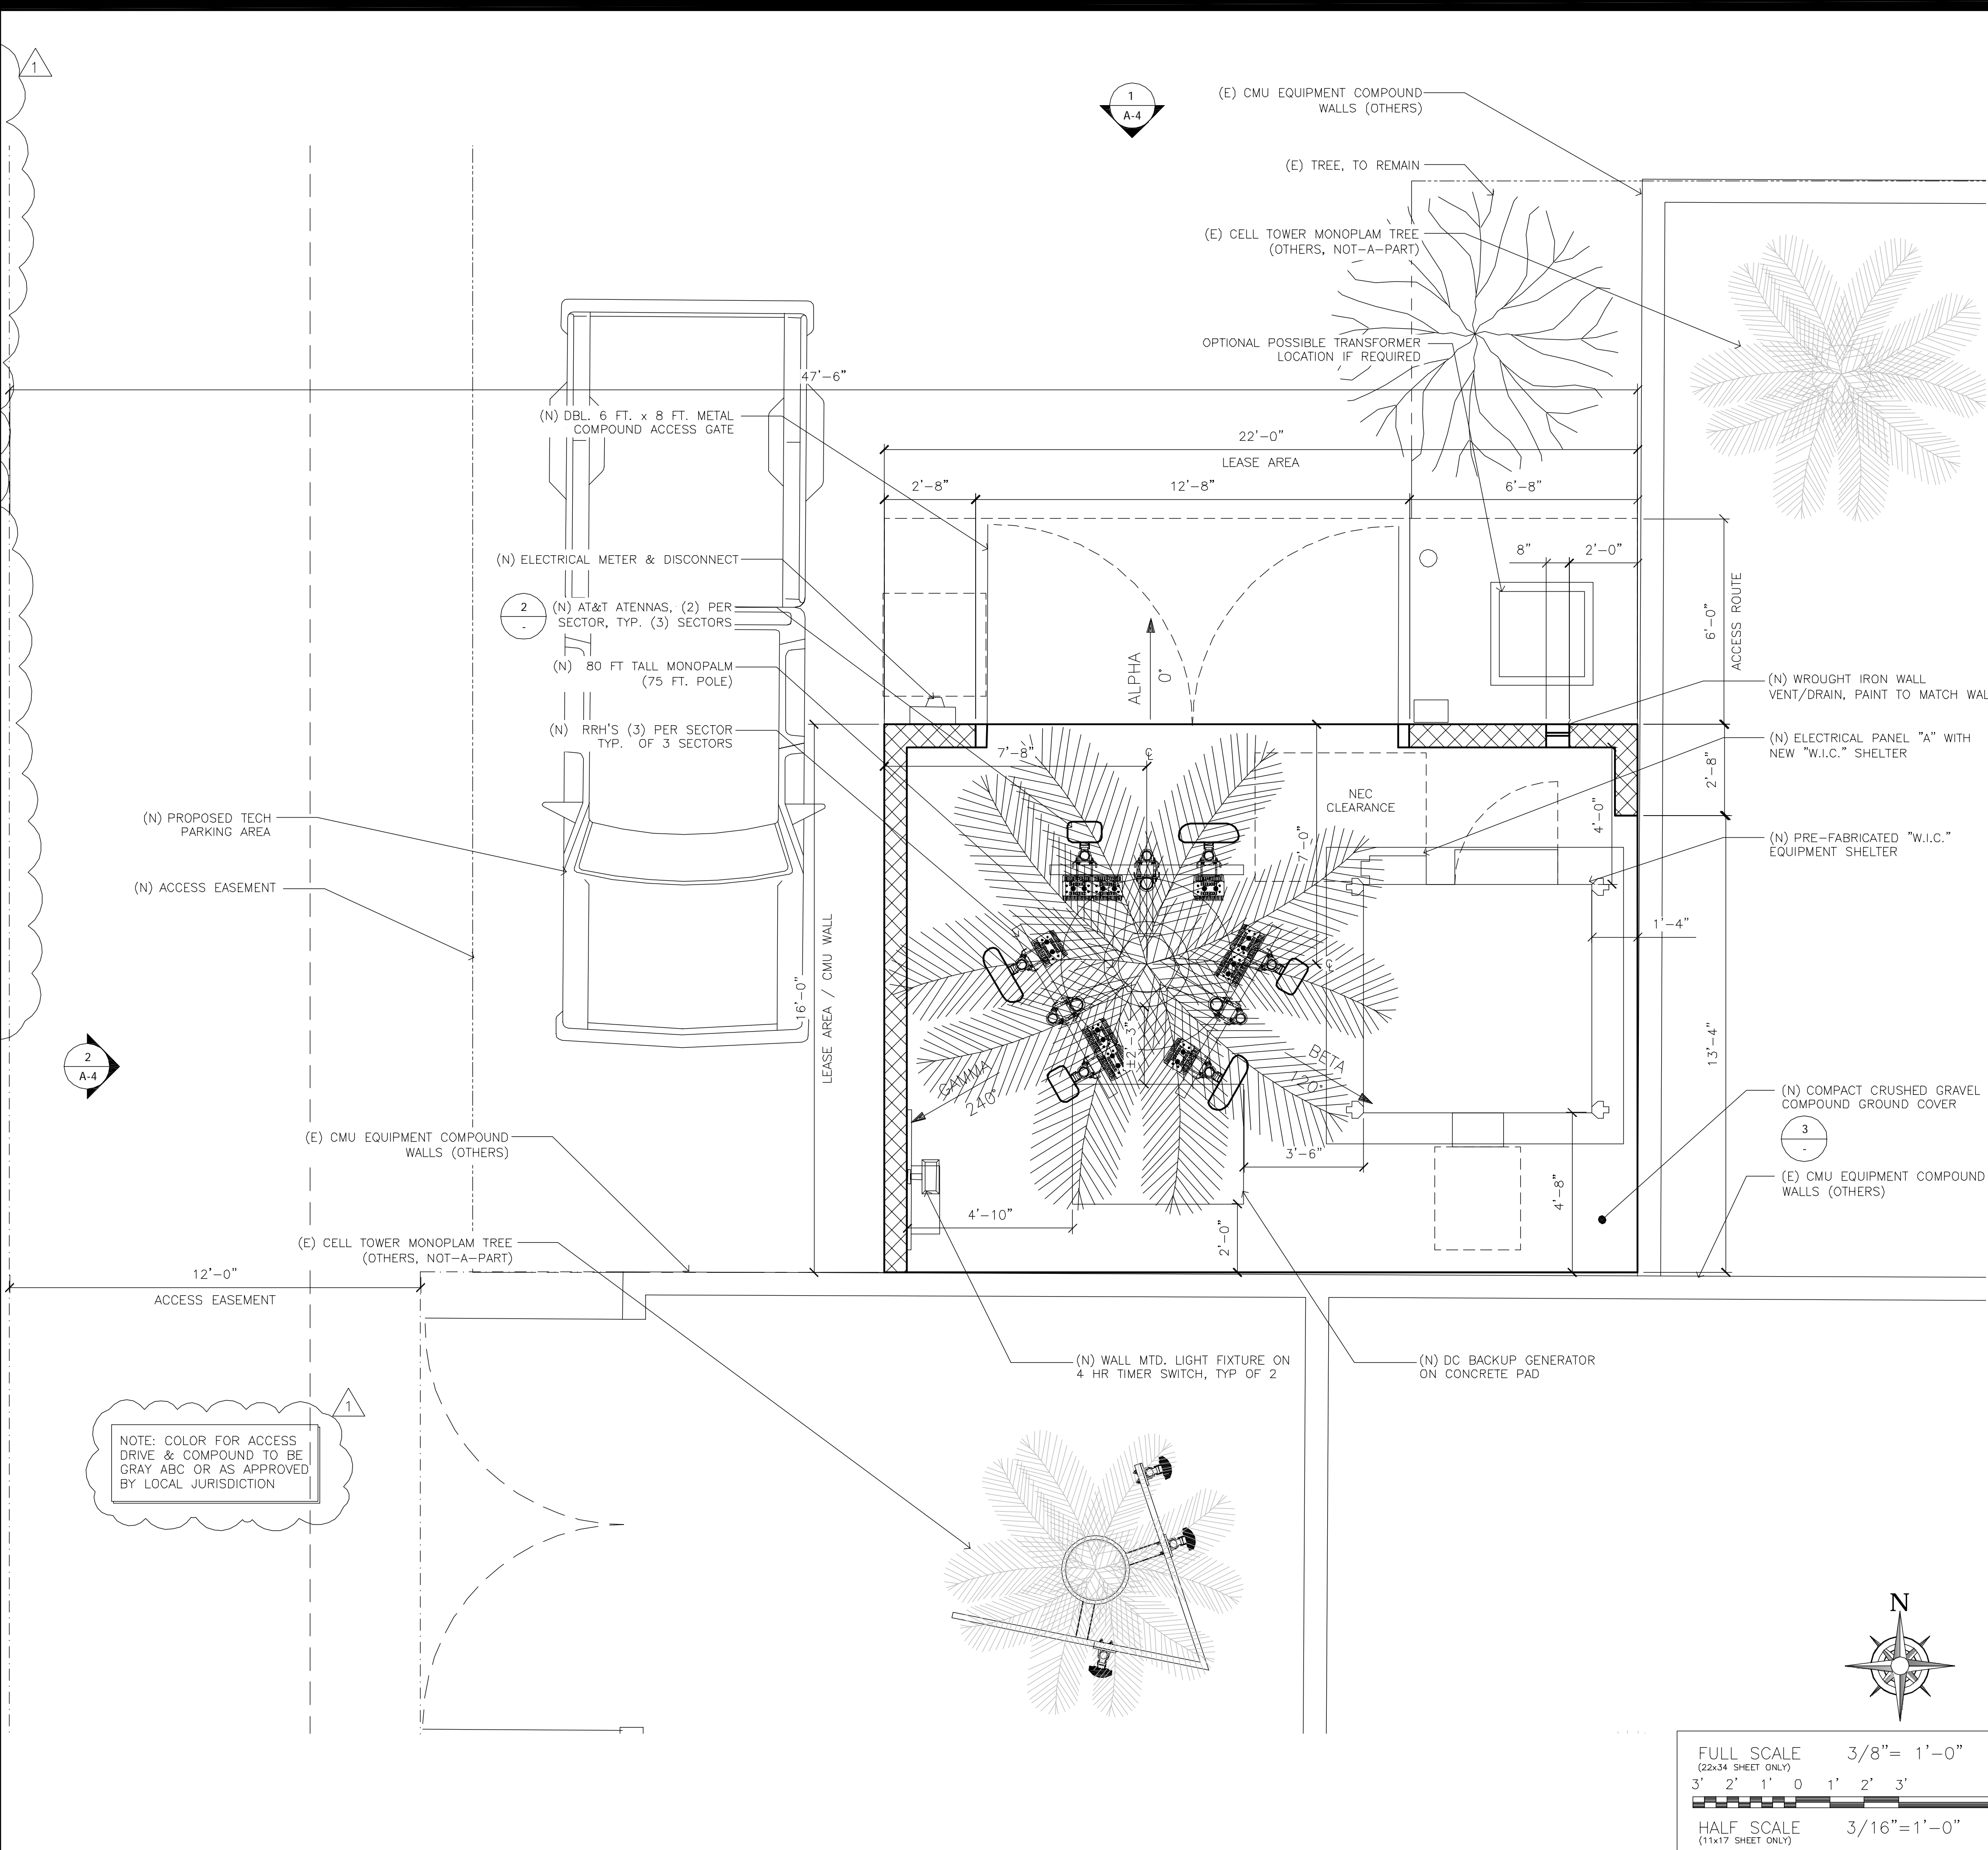 1
1
A-4
(E) CMU EQUIPMENT COMPOUND
WALLS (OTHERS)
(E) TREE, TO REMAIN
(E) CELL TOWER MONOPLAM TREE
(OTHERS, NOT-A-PART)
OPTIONAL POSSIBLE TRANSFORMER
LOCATION IF REQUIRED
47'-6"
(N) DBL. 6 FT. x 8 FT. METAL
COMPOUND ACCESS GATE
22'-0"
LEASE AREA
2'-8"
12'-8"
6'-8"
(N) ELECTRICAL METER & DISCONNECT
8"
2'-0"
2
-
(N) AT&T ATENNAS, (2) PER
SECTOR, TYP. (3) SECTORS
6'-0"
ACCESS ROUTE
(N) 80 FT TALL MONOPALM
(75 FT. POLE)
ALPHA
0°
(N) WROUGHT IRON WALL
VENT/DRAIN, PAINT TO MATCH WAL
(N) RRH'S (3) PER SECTOR
TYP. OF 3 SECTORS
7'-8"
(N) ELECTRICAL PANEL "A" WITH
NEW "W.I.C." SHELTER
2'-8"
NEC
CLEARANCE
7'-0"
4'-0"
(N) PROPOSED TECH
PARKING AREA
(N) PRE-FABRICATED "W.I.C."
EQUIPMENT SHELTER
(N) ACCESS EASEMENT
1'-4"
16'-0"
LEASE AREA / CMU WALL
±2'-3"
13'-4"
2
A-4
GAMMA
240°
BETA
120°
(N) COMPACT CRUSHED GRAVEL
COMPOUND GROUND COVER
3
-
(E) CMU EQUIPMENT COMPOUND
WALLS (OTHERS)
3'-6"
(E) CMU EQUIPMENT COMPOUND
WALLS (OTHERS)
4'-8"
4'-10"
2'-0"
(E) CELL TOWER MONOPLAM TREE
(OTHERS, NOT-A-PART)
12'-0"
ACCESS EASEMENT
(N) WALL MTD. LIGHT FIXTURE ON
4 HR TIMER SWITCH, TYP OF 2
(N) DC BACKUP GENERATOR
ON CONCRETE PAD
1
NOTE: COLOR FOR ACCESS
DRIVE & COMPOUND TO BE
GRAY ABC OR AS APPROVED
BY LOCAL JURISDICTION
N
FULL SCALE 3/8"= 1'-0"
(22x34 SHEET ONLY)
3' 2' 1' 0 1' 2' 3'
HALF SCALE 3/16"=1'-0"
(11x17 SHEET ONLY)